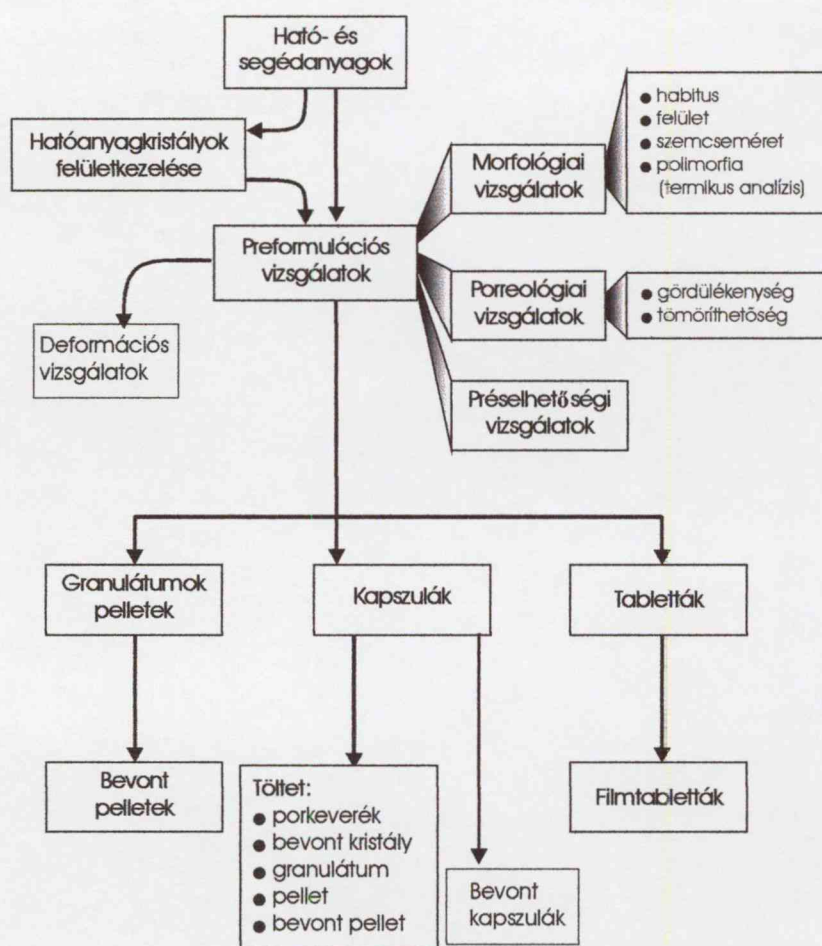 Ható- és
segédanyagok
Hatóanyagkristályok
felületkezelése
Preformulációs
vizsgálatok
Deformációs
vizsgálatok
Morfológiai
vizsgálatok
● habitus
● felület
● szemcseméret
● polimorfia
(termikus analízis)
Porreológiai
vizsgálatok
● gördülékenység
● tömöríthetőség
Préselhetőségi
vizsgálatok
Granulátumok
pelletek
Kapszulák
Tabletták
Bevont
pelletek
Töltet:
● porkeverék
● bevont kristály
● granulátum
● pellet
● bevont pellet
Bevont
kapszulák
Filmtabletták